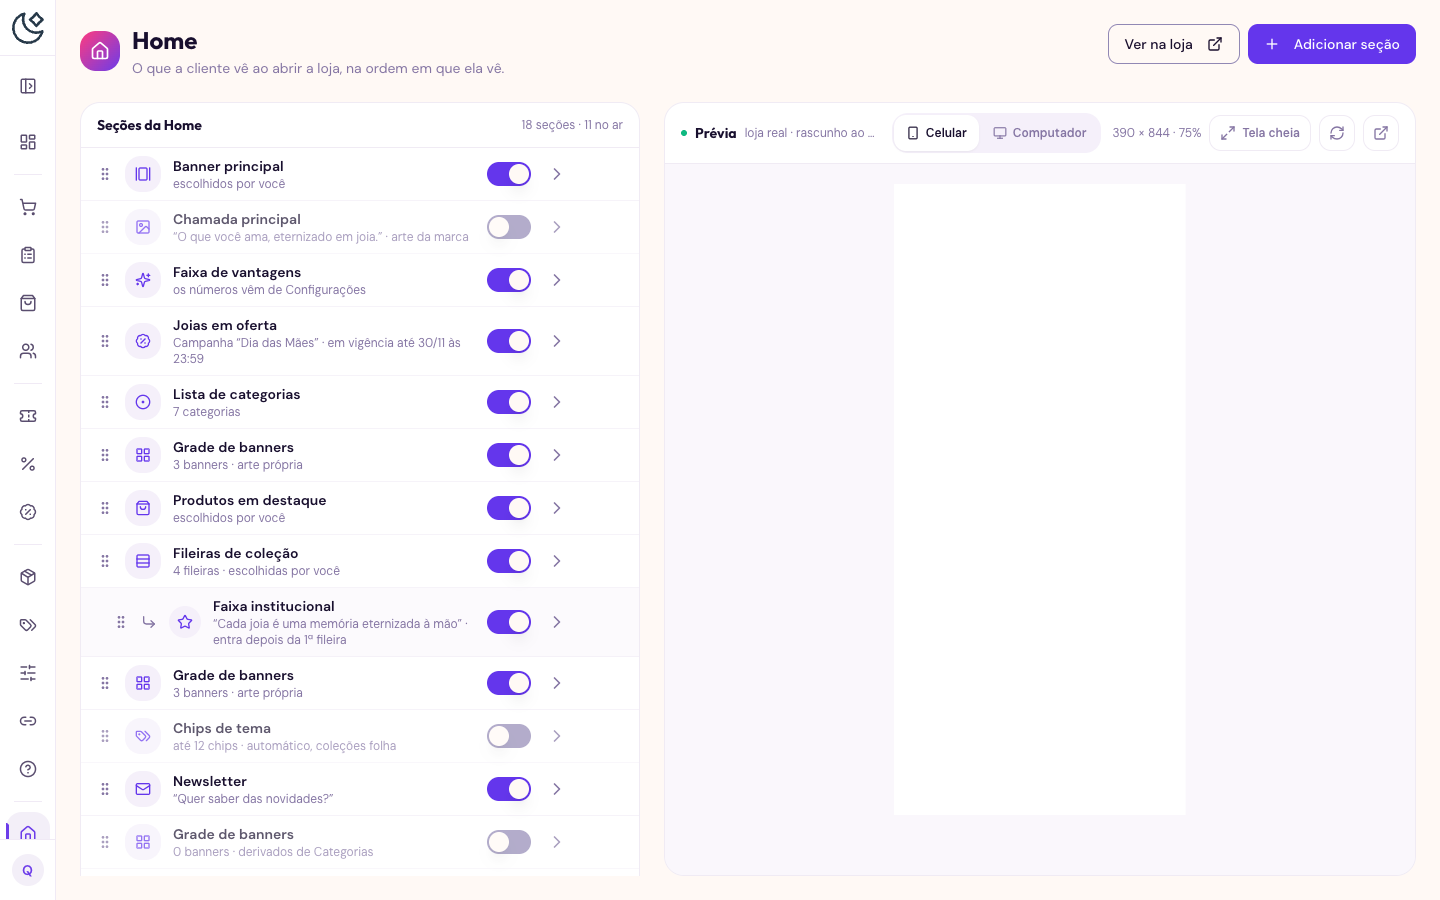 Home
O que a cliente vê ao abrir a loja, na ordem em que ela vê.
Ver na loja
Adicionar seção
Seções da Home
18 seções · 11 no ar
Banner principal
escolhidos por você
Chamada principal
“O que você ama, eternizado em joia.” · arte da marca
Faixa de vantagens
os números vêm de Configurações
Joias em oferta
Campanha “Dia das Mães” · em vigência até 30/11 às
23:59
Lista de categorias
7 categorias
Grade de banners
3 banners · arte própria
Produtos em destaque
escolhidos por você
Fileiras de coleção
4 fileiras · escolhidas por você
Faixa institucional
“Cada joia é uma memória eternizada à mão” ·
entra depois da 1ª fileira
Grade de banners
3 banners · arte própria
Chips de tema
até 12 chips · automático, coleções folha
Newsletter
“Quer saber das novidades?”
Grade de banners
0 banners · derivados de Categorias
Prévia
loja real · rascunho ao ...
Celular
Computador
390 × 844 · 75%
Tela cheia
Q